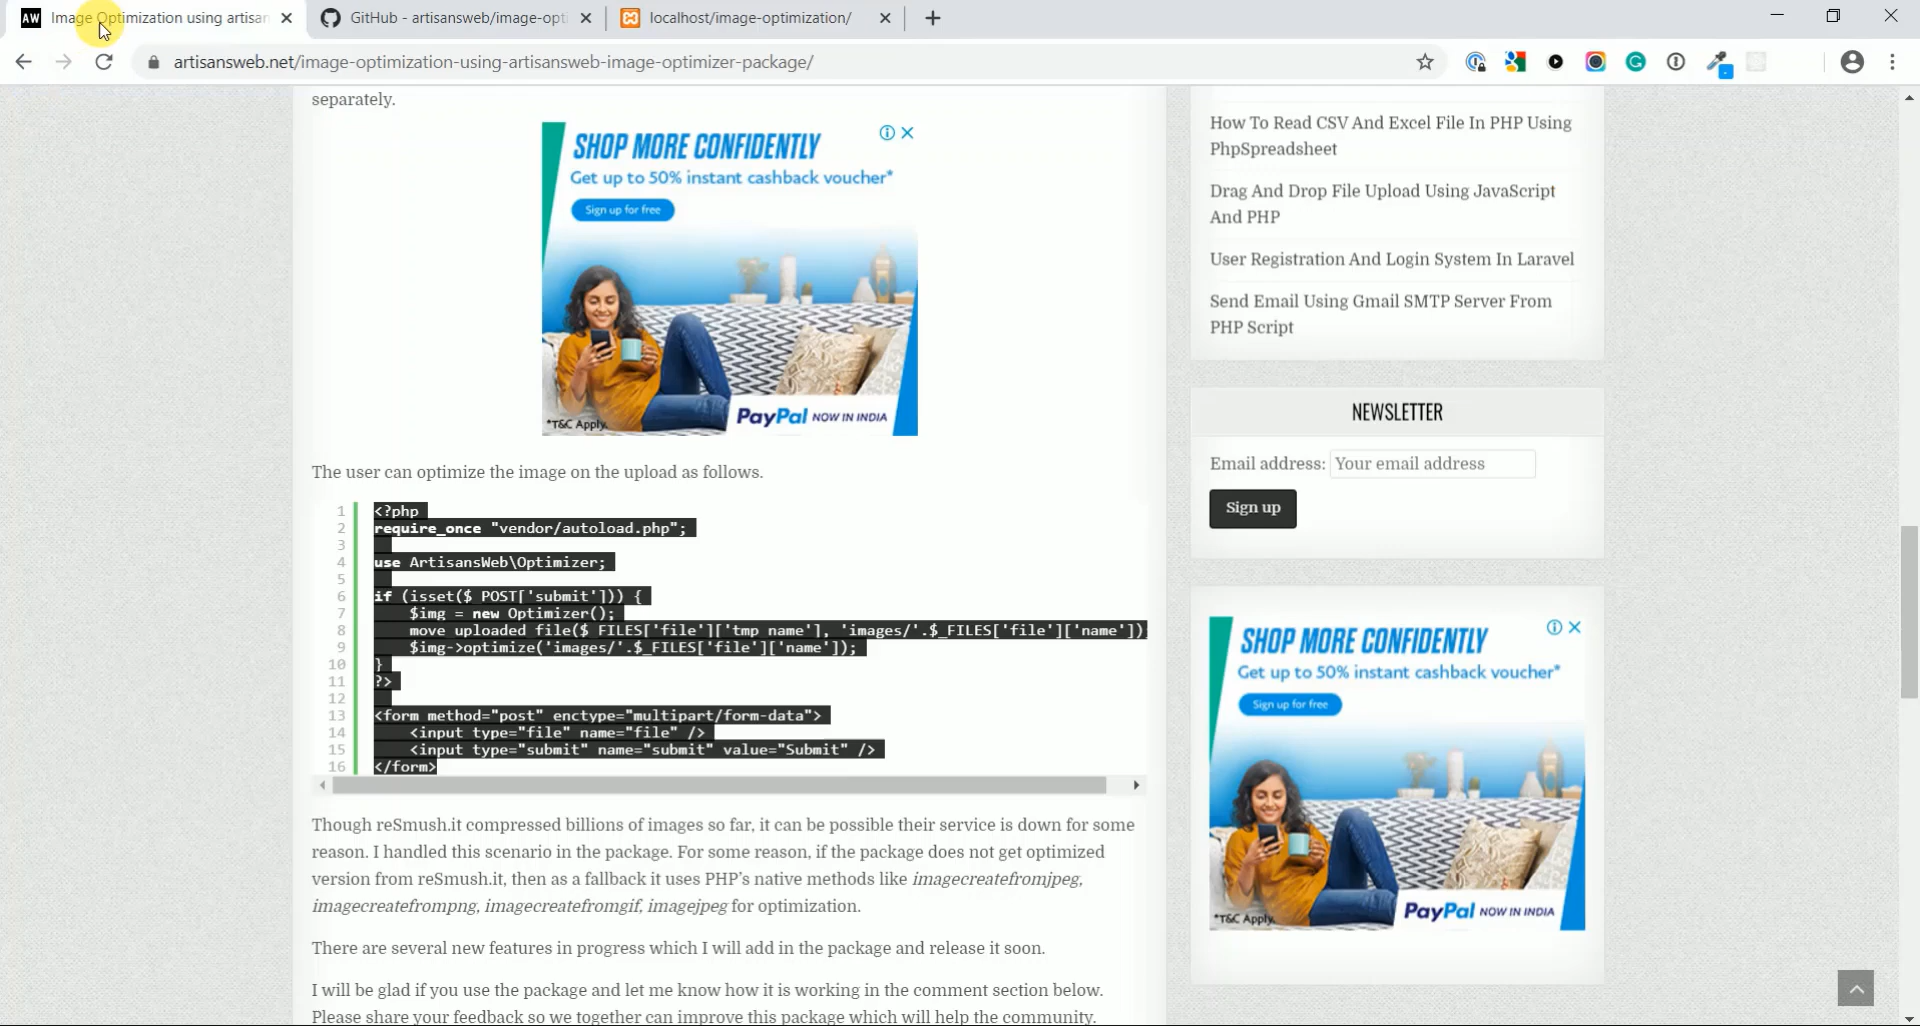 AW Image Optimization using artisan
GitHub - artisansweb/image-opti
localhost/image-optimization/
artisansweb.net/image-optimization-using-artisansweb-image-optimizer-package/
separately.
SHOP MORE CONFIDENTLY
Get up to 50% instant cashback voucher*
Sign up for free
*T&C Apply.
PayPal NOW IN INDIA
The user can optimize the image on the upload as follows.
1 <?php
2 require_once "vendor/autoload.php";
3
4 use ArtisansWeb\Optimizer;
5
6 if (isset($_POST['submit'])) {
7 $img = new Optimizer();
8 move_uploaded_file($_FILES['file']['tmp_name'], 'images/'.$_FILES['file']['name'])
9 $img->optimize('images/'.$_FILES['file']['name']);
10 }
11 ?>
12
13 <form method="post" enctype="multipart/form-data">
14 <input type="file" name="file" />
15 <input type="submit" name="submit" value="Submit" />
16 </form>
Though reSmush.it compressed billions of images so far, it can be possible their service is down for some
reason. I handled this scenario in the package. For some reason, if the package does not get optimized
version from reSmush.it, then as a fallback it uses PHP's native methods like imagecreatefromjpeg,
imagecreatefrompng, imagecreatefromgif, imagejpeg for optimization.
There are several new features in progress which I will add in the package and release it soon.
I will be glad if you use the package and let me know how it is working in the comment section below.
Please share your feedback so we together can improve this package which will help the community.
How To Read CSV And Excel File In PHP Using
PhpSpreadsheet
Drag And Drop File Upload Using JavaScript
And PHP
User Registration And Login System In Laravel
Send Email Using Gmail SMTP Server From
PHP Script
NEWSLETTER
Email address: Your email address
Sign up
SHOP MORE CONFIDENTLY
Get up to 50% instant cashback voucher*
Sign up for free
*T&C Apply.
PayPal NOW IN INDIA